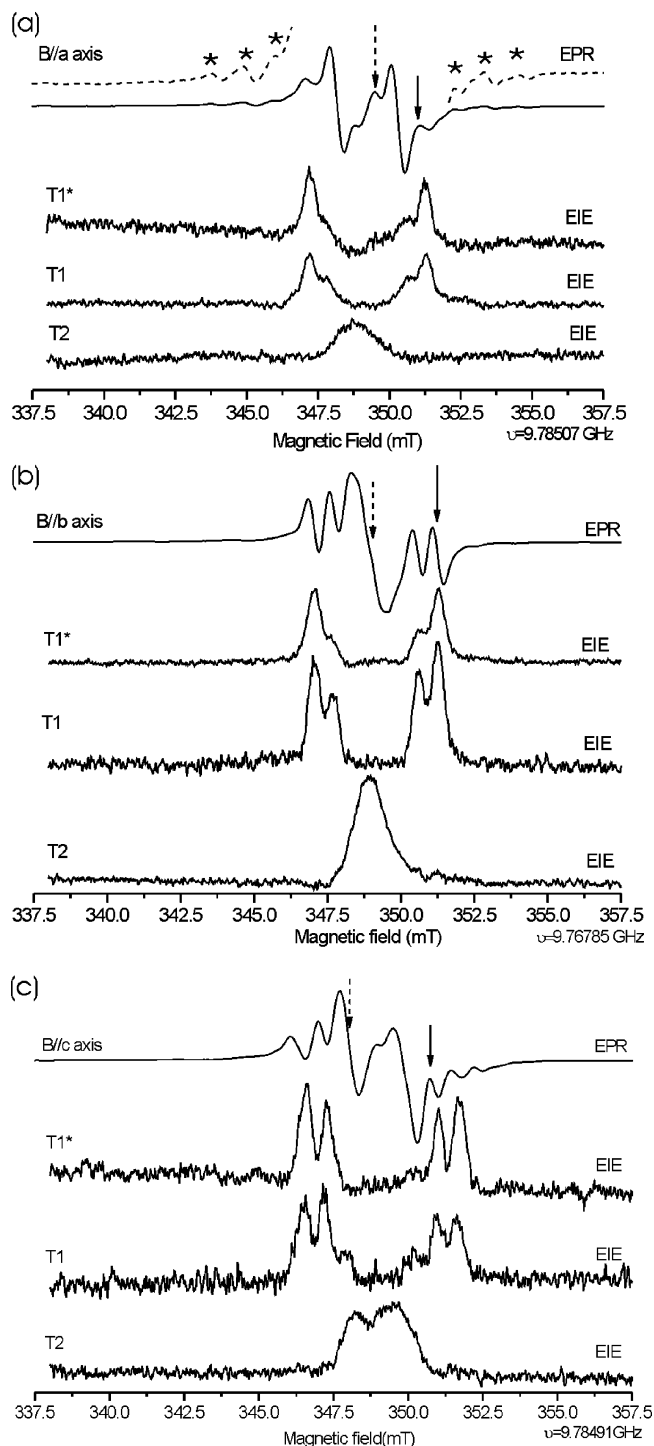 (a)
B//a axis
EPR
* * * * * *
T1*
EIE
T1
EIE
T2
EIE
337.5 340.0 342.5 345.0 347.5 350.0 352.5 355.0 357.5
Magnetic Field (mT)
υ=9.78507 GHz
(b)
B//b axis
EPR
T1*
EIE
T1
EIE
T2
EIE
337.5 340.0 342.5 345.0 347.5 350.0 352.5 355.0 357.5
Magnetic field (mT)
υ=9.76785 GHz
(c)
B//c axis
EPR
T1*
EIE
T1
EIE
T2
EIE
337.5 340.0 342.5 345.0 347.5 350.0 352.5 355.0 357.5
Magnetic field(mT)
υ=9.78491GHz